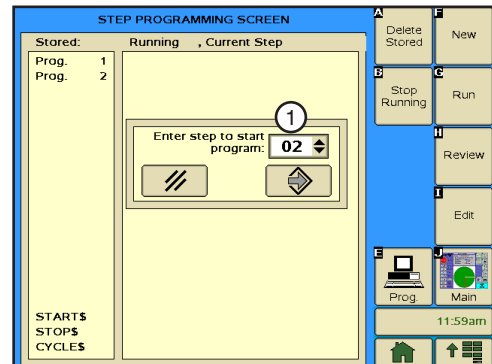 STEP PROGRAMMING SCREEN
Stored: Running , Current Step
Prog. 1
Prog. 2
1
Enter step to start
program: 02
START$
STOP$
CYCLE$
A
Delete
Stored
F
New
B
Stop
Running
G
Run
H
Review
I
Edit
E
Prog.
J
Main
11:59am